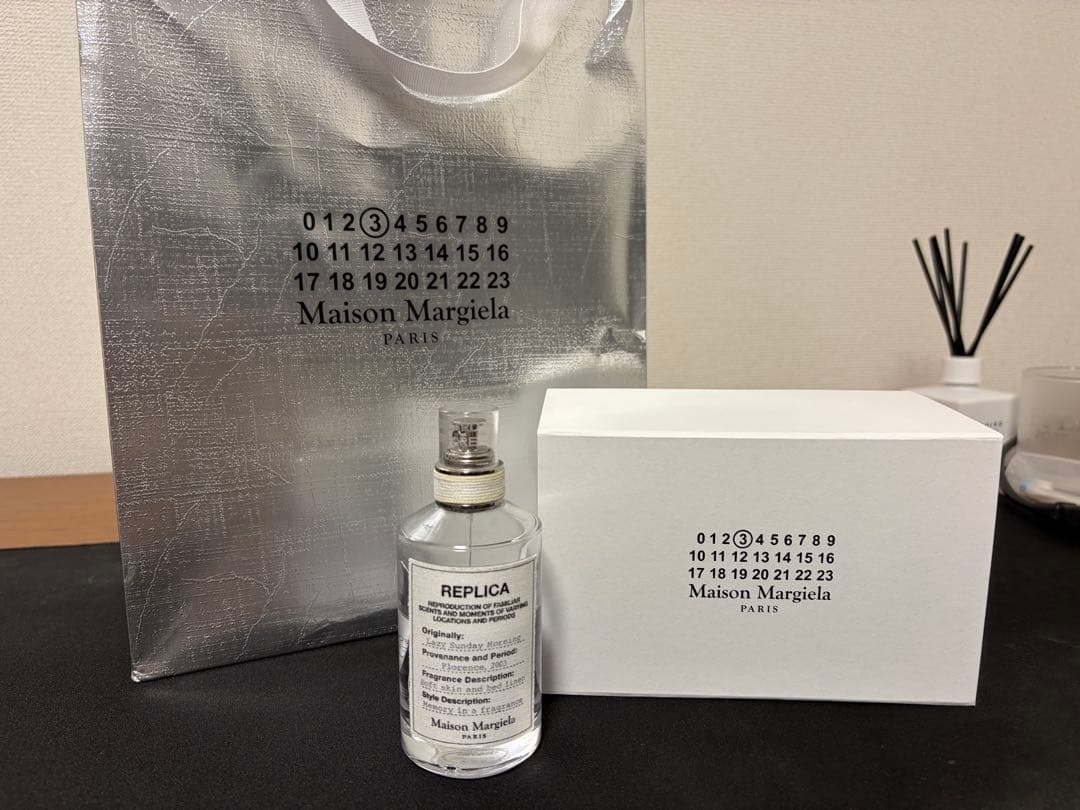 0 1 2 3 4 5 6 7 8 9
10 11 12 13 14 15 16
17 18 19 20 21 22 23
Maison Margiela
PARIS
REPLICA
REPRODUCTION OF FAMILIAR
SCENTS AND MOMENTS OF VARYING
LOCATIONS AND PERIODS
Originally:
Lazy Sunday Morning
Provenance and Period:
Florence, 2003
Fragrance Description:
Soft skin and bed linen
Style Description:
Memory in a fragrance
Maison Margiela
PARIS
0 1 2 3 4 5 6 7 8 9
10 11 12 13 14 15 16
17 18 19 20 21 22 23
Maison Margiela
PARIS